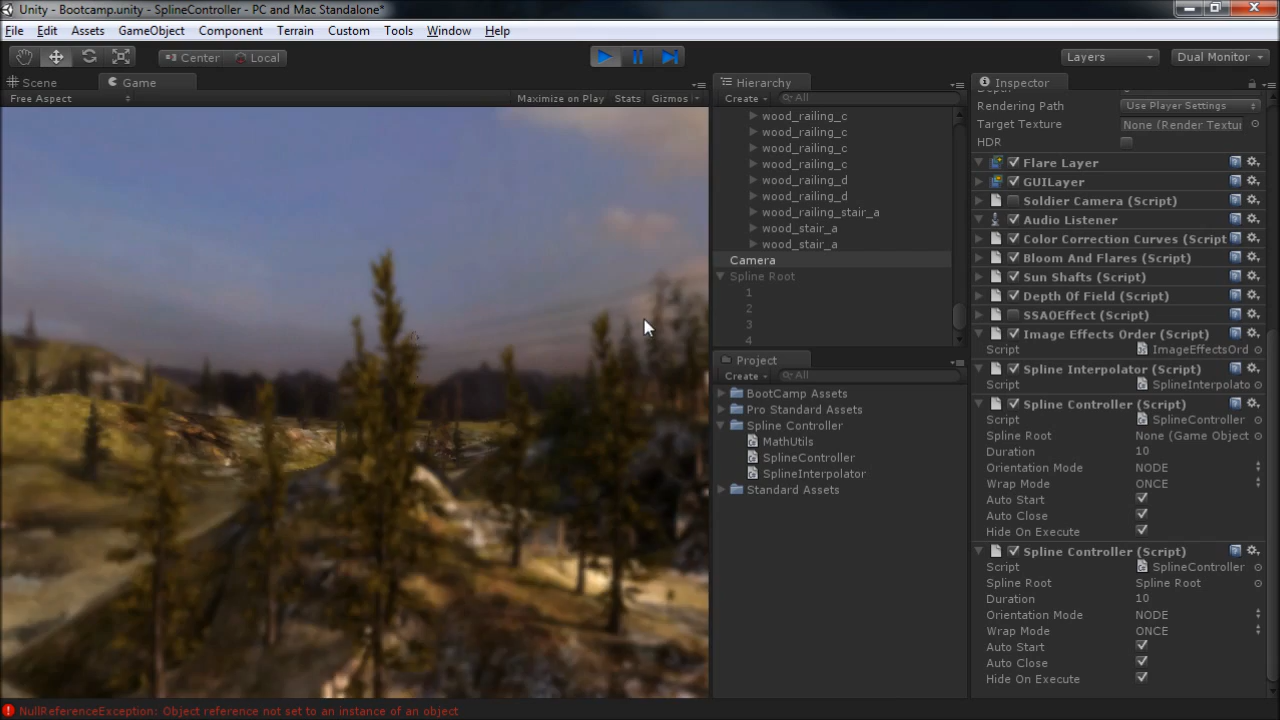 Unity - Bootcamp.unity - SplineController - PC and Mac Standalone*
File Edit Assets GameObject Component Terrain Custom Tools Window Help
Center Local Layers Dual Monitor
Scene Game
Free Aspect Maximize on Play Stats Gizmos
Hierarchy
Create All
wood_railing_c
wood_railing_c
wood_railing_c
wood_railing_c
wood_railing_d
wood_railing_d
wood_railing_stair_a
wood_stair_a
wood_stair_a
Camera
Spline Root
1
2
3
4
Project
Create All
BootCamp Assets
Pro Standard Assets
Spline Controller
MathUtils
SplineController
SplineInterpolator
Standard Assets
Inspector
Rendering Path Use Player Settings
Target Texture None (Render Textur
HDR
Flare Layer
GUILayer
Soldier Camera (Script)
Audio Listener
Color Correction Curves (Script
Bloom And Flares (Script)
Sun Shafts (Script)
Depth Of Field (Script)
SSAOEffect (Script)
Image Effects Order (Script)
Script ImageEffectsOrd
Spline Interpolator (Script)
Script SplineInterpolato
Spline Controller (Script)
Script SplineController
Spline Root None (Game Object
Duration 10
Orientation Mode NODE
Wrap Mode ONCE
Auto Start
Auto Close
Hide On Execute
Spline Controller (Script)
Script SplineController
Spline Root Spline Root
Duration 10
Orientation Mode NODE
Wrap Mode ONCE
Auto Start
Auto Close
Hide On Execute
NullReferenceException: Object reference not set to an instance of an object